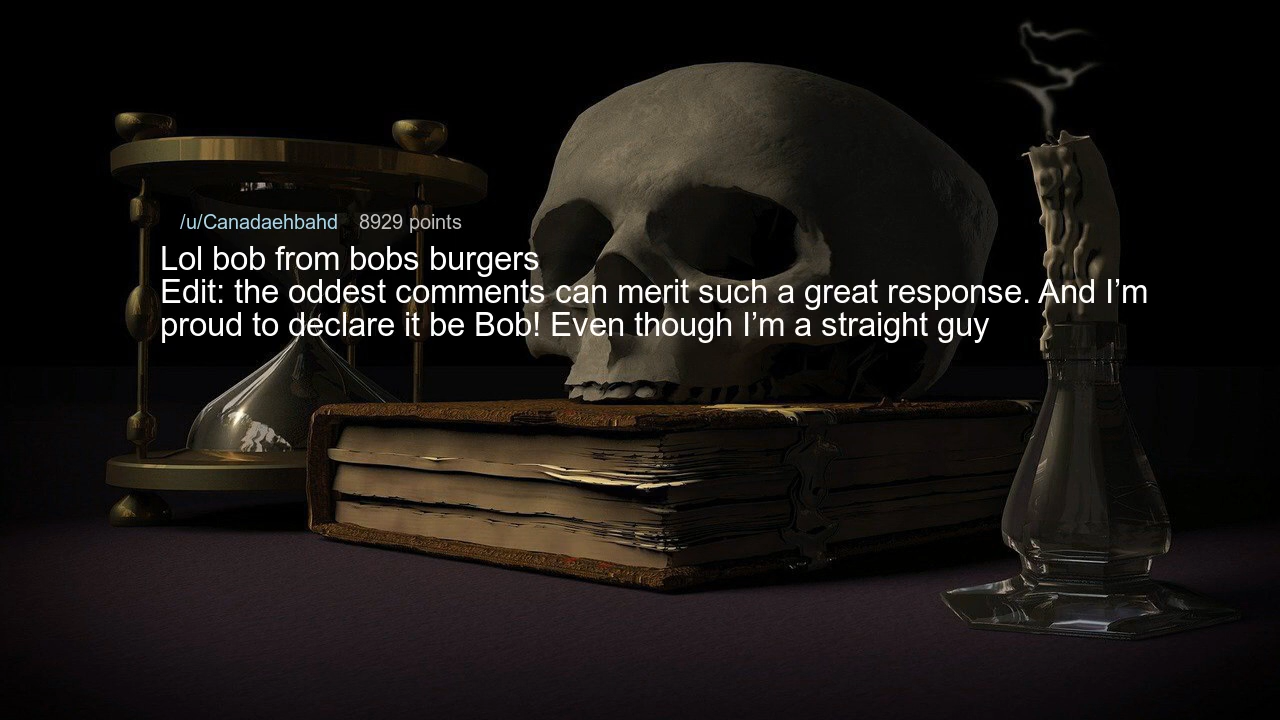 /u/Canadaehbahd 8929 points
Lol bob from bobs burgers
Edit: the oddest comments can merit such a great response. And I’m
proud to declare it be Bob! Even though I’m a straight guy